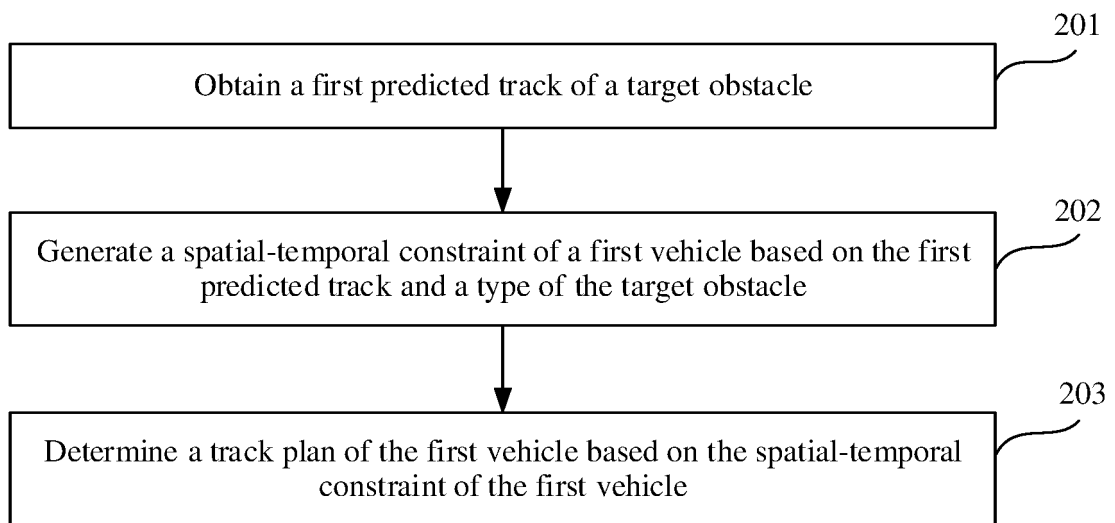 201
Obtain a first predicted track of a target obstacle
202
Generate a spatial-temporal constraint of a first vehicle based on the first
predicted track and a type of the target obstacle
203
Determine a track plan of the first vehicle based on the spatial-temporal
constraint of the first vehicle